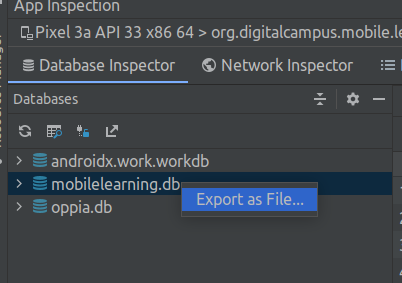 App Inspection
Pixel 3a API 33 x86 64 > org.digitalcampus.mobile.le
Database Inspector Network Inspector
Databases
androidx.work.workdb
mobilelearning.db
Export as File...
oppia.db